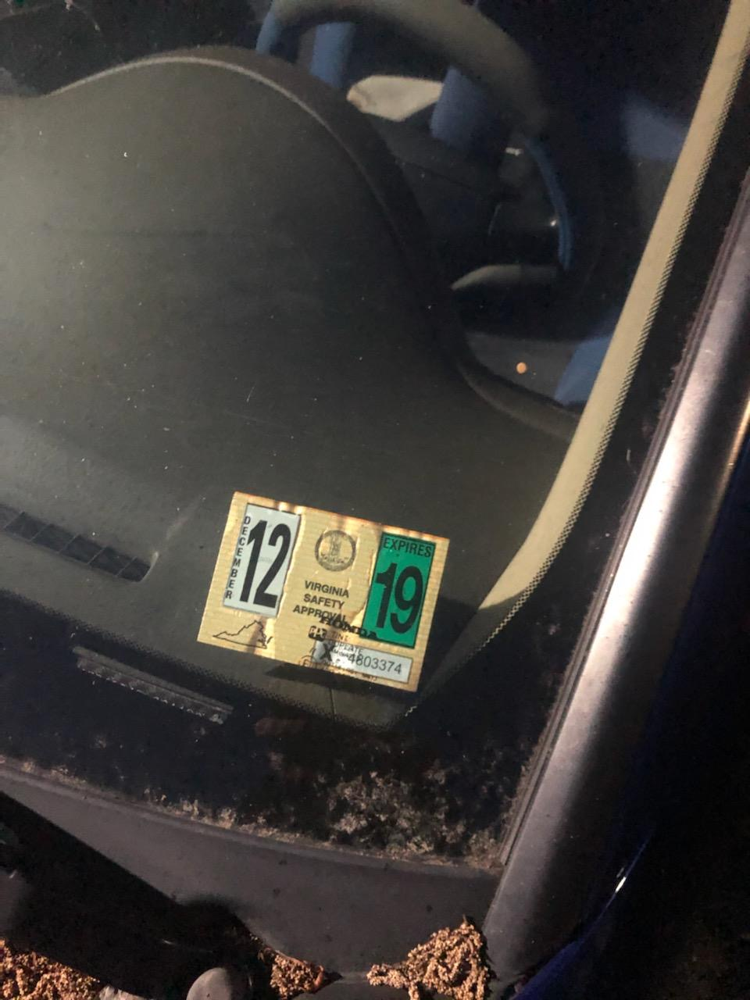 DECEMBER
12
EXPIRES
19
VIRGINIA
SAFETY
APPROVAL
HONDA
4803374